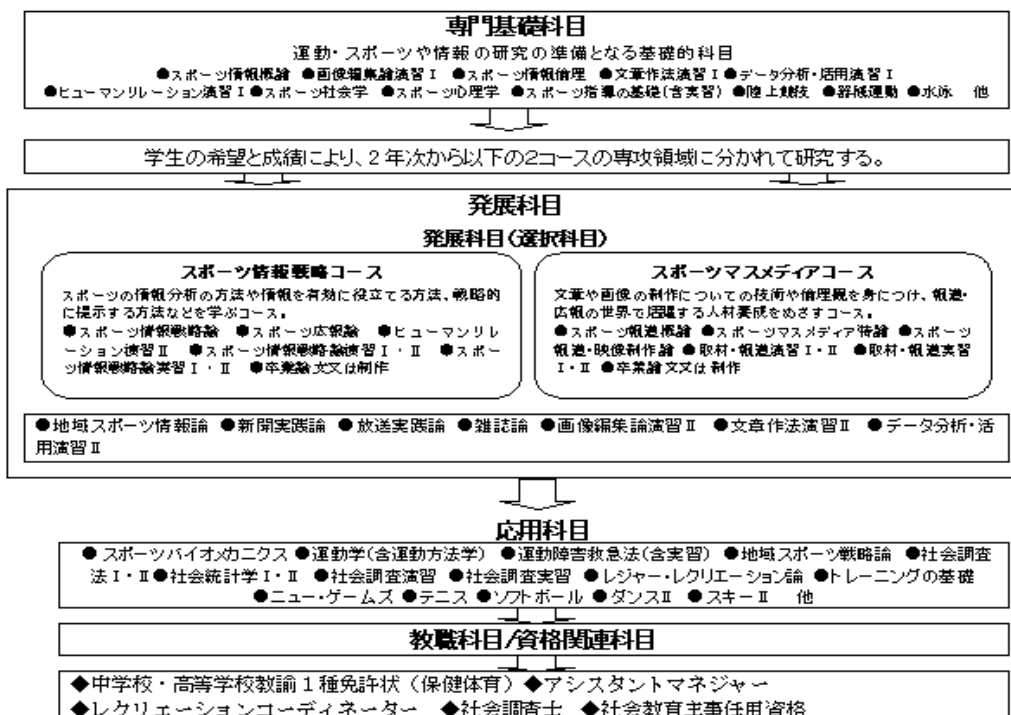 専門基礎科目
運動・スポーツや情報の研究の準備となる基礎的科目
●スポーツ情報概論 ●画像編集論演習Ⅰ ●スポーツ情報倫理 ●文章作法演習Ⅰ●データ分析・活用演習Ⅰ
●ヒューマンリレーション演習Ⅰ●スポーツ社会学 ●スポーツ心理学 ●スポーツ指導の基礎(含実習) ●陸上競技 ●器械運動 ●水泳 他
学生の希望と成績により、2年次から以下の2コースの専攻領域に分かれて研究する。
発展科目
発展科目(選択科目)
スポーツ情報戦略コース
スポーツの情報分析の方法や情報を有効に役立てる方法、戦略的
に提示する方法などを学ぶコース。
●スポーツ情報戦略論 ●スポーツ広報論 ●ヒューマンリレ
ーション演習Ⅱ ●スポーツ情報戦略論演習Ⅰ・Ⅱ ●スポー
ツ情報戦略論実習Ⅰ・Ⅱ ●卒業論文又は制作
スポーツマスメディアコース
文章や画像の制作についての技術や倫理観を身につけ、報道・
広報の世界で活躍する人材養成をめざすコース。
●スポーツ報道概論 ●スポーツマスメディア特論 ●スポーツ
報道・映像制作論 ●取材・報道演習Ⅰ・Ⅱ ●取材・報道実習
Ⅰ・Ⅱ ●卒業論文又は制作
●地域スポーツ情報論 ●新聞実践論 ●放送実践論 ●雑誌論 ●画像編集論演習Ⅱ ●文章作法演習Ⅱ ●データ分析・活
用演習Ⅱ
応用科目
● スポーツバイオメカニクス ●運動学(含運動方法学) ●運動障害救急法(含実習) ●地域スポーツ戦略論 ●社会調査
法Ⅰ・Ⅱ●社会統計学Ⅰ・Ⅱ ●社会調査演習 ●社会調査実習 ●レジャー・レクリエーション論 ●トレーニングの基礎
●ニュー・ゲームズ ●テニス ●ソフトボール ●ダンスⅡ ●スキーⅡ 他
教職科目/資格関連科目
◆中学校・高等学校教諭1種免許状（保健体育）◆アシスタントマネジャー
◆レクリエーションコーディネーター ◆社会調査士 ◆社会教育主事任用資格